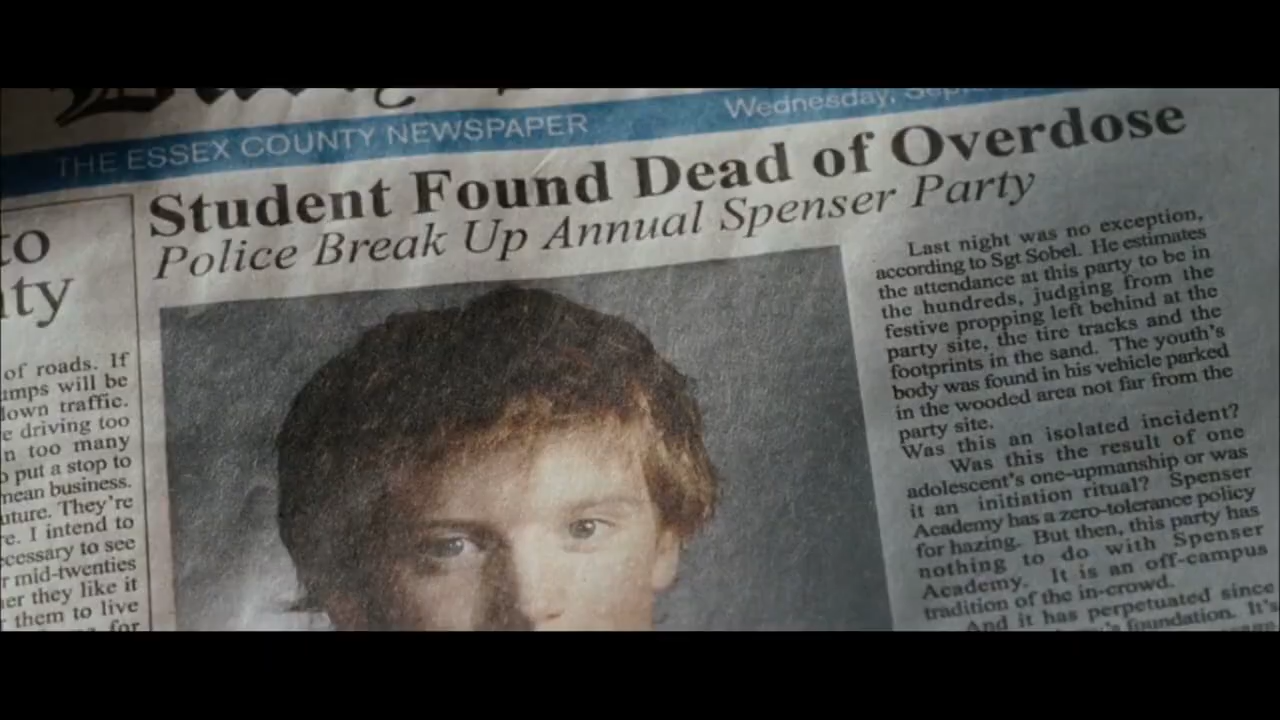 THE ESSEX COUNTY NEWSPAPER
Wednesday,
Student Found Dead of Overdose
Police Break Up Annual Spenser Party
to
ty
of roads. If
umps will be
down traffic.
e driving too
n too many
put a stop to
mean business.
uture. They're
re. I intend to
cessary to see
r mid-twenties
her they like it
them to live
for
Last night was no exception,
according to Sgt Sobel. He estimates
the attendance at this party to be in
the hundreds, judging from the
festive propping left behind at the
party site, the tire tracks and the
footprints in the sand. The youth's
body was found in his vehicle parked
in the wooded area not far from the
party site.
Was this an isolated incident?
Was this the result of one
adolescent's one-upmanship or was
it an initiation ritual? Spenser
Academy has a zero-tolerance policy
for hazing. But then, this party has
nothing to do with Spenser
Academy. It is an off-campus
tradition of the in-crowd.
And it has perpetuated since
foundation. It's